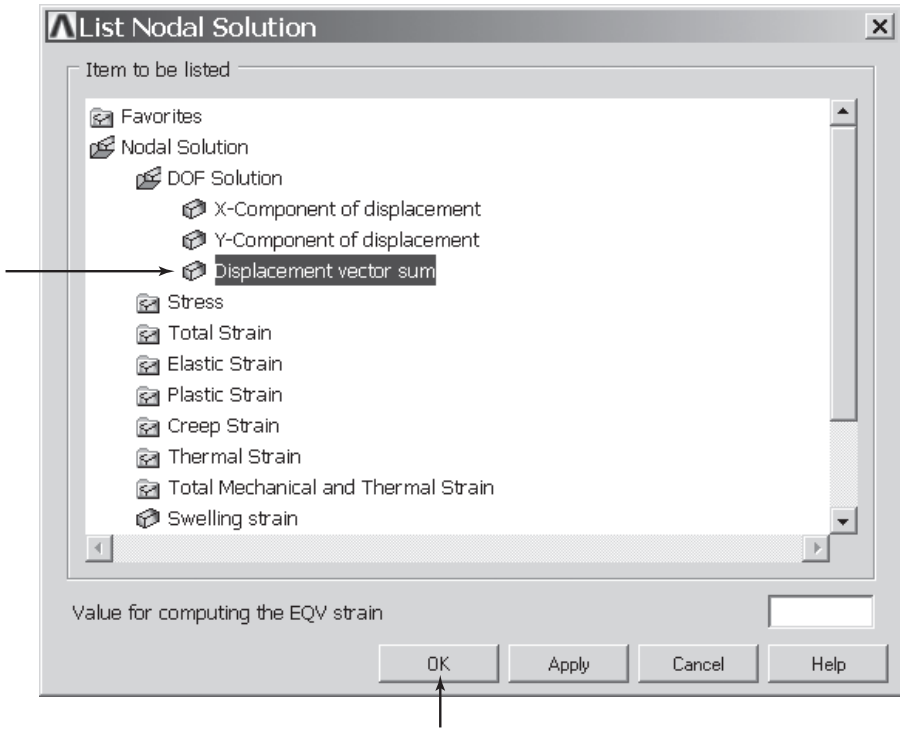 List Nodal Solution
Item to be listed
Favorites
Nodal Solution
DOF Solution
X-Component of displacement
Y-Component of displacement
Displacement vector sum
Stress
Total Strain
Elastic Strain
Plastic Strain
Creep Strain
Thermal Strain
Total Mechanical and Thermal Strain
Swelling strain
Value for computing the EQV strain
OK Apply Cancel Help